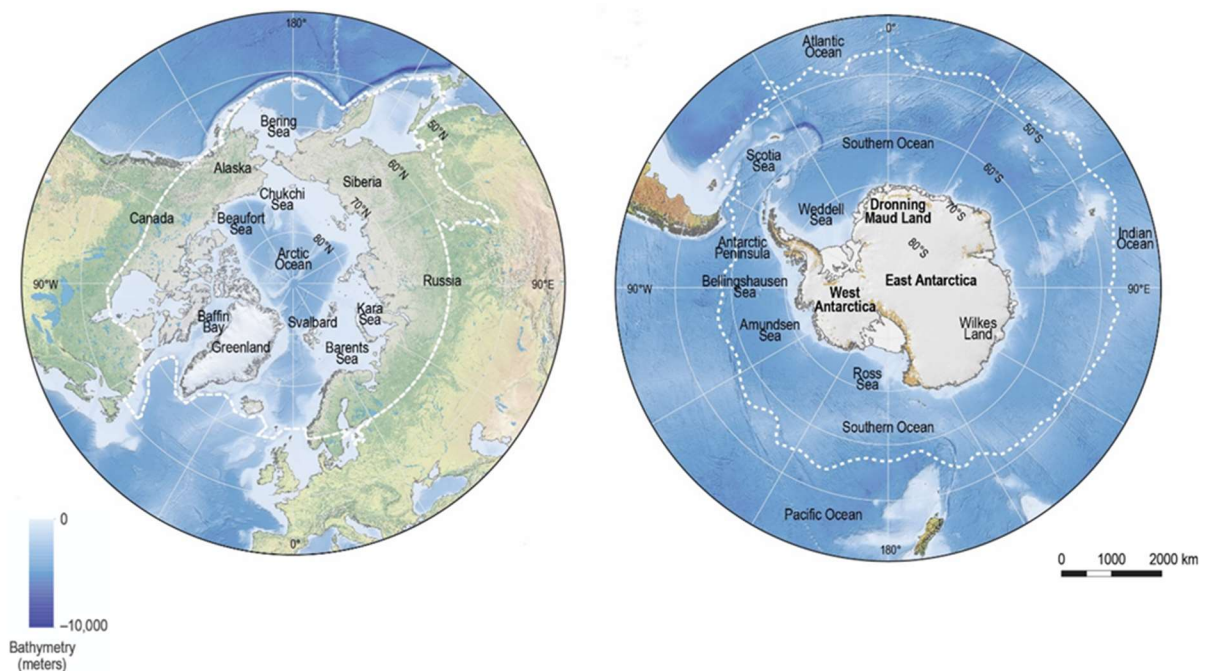 180°
Bering
Sea
50°N
60°N
Alaska
Siberia
Chukchi
Sea
70°N
Canada
Beaufort
Sea
80°N
Arctic
Ocean
90°W
Russia
90°E
Baffin
Bay
Svalbard
Kara
Sea
Greenland
Barents
Sea
0°
0
–10,000
Bathymetry
(meters)
Atlantic
Ocean
0°
50°S
Southern Ocean
Scotia
Sea
60°S
Weddell
Sea
Dronning
Maud Land
70°S
80°S
Indian
Ocean
Antarctic
Peninsula
Bellingshausen
Sea
90°W
East Antarctica
90°E
West
Antarctica
Amundsen
Sea
Wilkes
Land
Ross
Sea
Southern Ocean
Pacific Ocean
180°
0 1000 2000 km